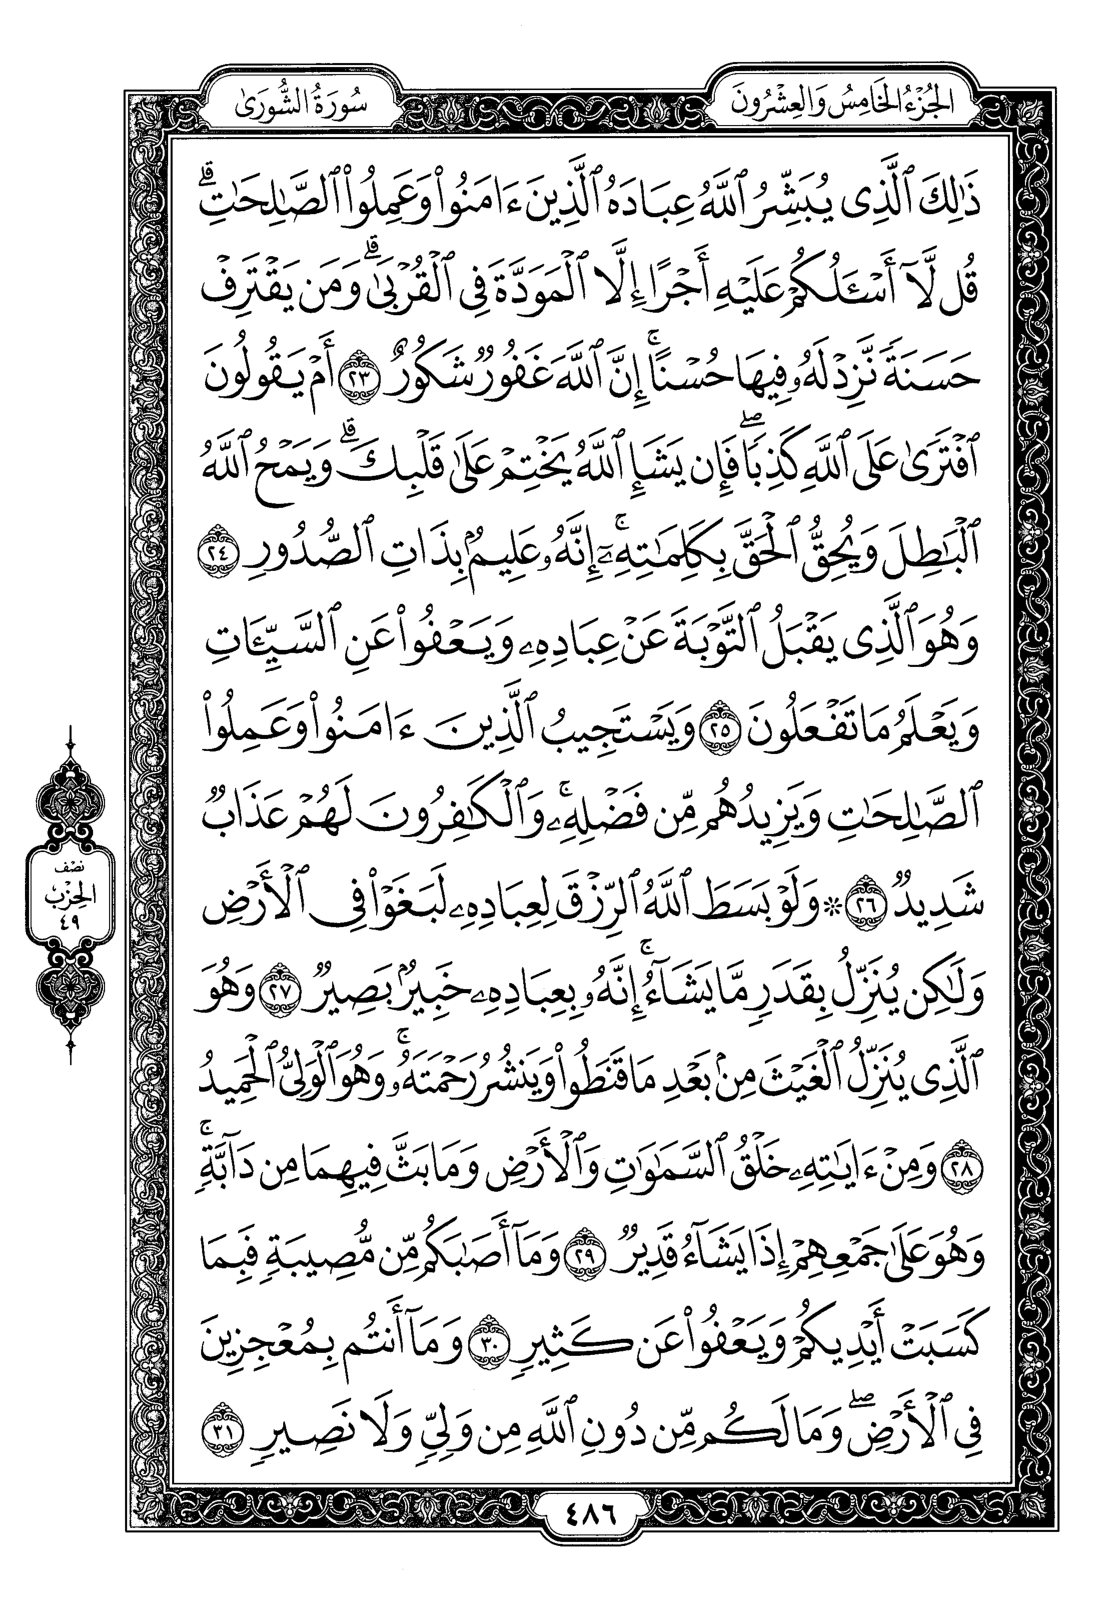 الجُزْءُ الخَامِسُ وَالعِشْرُونَ
سُورَةُ الشُّورَىٰ
ذَٰلِكَ ٱلَّذِى يُبَشِّرُ ٱللَّهُ عِبَادَهُ ٱلَّذِينَ ءَامَنُوا۟ وَعَمِلُوا۟ ٱلصَّـٰلِحَـٰتِ ۗ
قُل لَّآ أَسْـَٔلُكُمْ عَلَيْهِ أَجْرًا إِلَّا ٱلْمَوَدَّةَ فِى ٱلْقُرْبَىٰ ۗ وَمَن يَقْتَرِفْ
حَسَنَةً نَّزِدْ لَهُۥ فِيهَا حُسْنًا ۚ إِنَّ ٱللَّهَ غَفُورٌ شَكُورٌ ٢٣ أَمْ يَقُولُونَ
ٱفْتَرَىٰ عَلَى ٱللَّهِ كَذِبًا ۖ فَإِن يَشَإِ ٱللَّهُ يَخْتِمْ عَلَىٰ قَلْبِكَ ۗ وَيَمْحُ ٱللَّهُ
ٱلْبَـٰطِلَ وَيُحِقُّ ٱلْحَقَّ بِكَلِمَـٰتِهِۦٓ ۚ إِنَّهُۥ عَلِيمٌۢ بِذَاتِ ٱلصُّدُورِ ٢٤
وَهُوَ ٱلَّذِى يَقْبَلُ ٱلتَّوْبَةَ عَنْ عِبَادِهِۦ وَيَعْفُوا۟ عَنِ ٱلسَّيِّـَٔاتِ
وَيَعْلَمُ مَا تَفْعَلُونَ ٢٥ وَيَسْتَجِيبُ ٱلَّذِينَ ءَامَنُوا۟ وَعَمِلُوا۟
ٱلصَّـٰلِحَـٰتِ وَيَزِيدُهُم مِّن فَضْلِهِۦ ۚ وَٱلْكَـٰفِرُونَ لَهُمْ عَذَابٌ
شَدِيدٌ ٢٦ ۞ وَلَوْ بَسَطَ ٱللَّهُ ٱلرِّزْقَ لِعِبَادِهِۦ لَبَغَوْا۟ فِى ٱلْأَرْضِ
وَلَـٰكِن يُنَزِّلُ بِقَدَرٍ مَّا يَشَآءُ ۚ إِنَّهُۥ بِعِبَادِهِۦ خَبِيرٌۢ بَصِيرٌ ٢٧ وَهُوَ
ٱلَّذِى يُنَزِّلُ ٱلْغَيْثَ مِنۢ بَعْدِ مَا قَنَطُوا۟ وَيَنشُرُ رَحْمَتَهُۥ ۚ وَهُوَ ٱلْوَلِىُّ ٱلْحَمِيدُ
٢٨ وَمِنْ ءَايَـٰتِهِۦ خَلْقُ ٱلسَّمَـٰوَٰتِ وَٱلْأَرْضِ وَمَا بَثَّ فِيهِمَا مِن دَآبَّةٍ ۚ
وَهُوَ عَلَىٰ جَمْعِهِمْ إِذَا يَشَآءُ قَدِيرٌ ٢٩ وَمَآ أَصَـٰبَكُم مِّن مُّصِيبَةٍ فَبِمَا
كَسَبَتْ أَيْدِيكُمْ وَيَعْفُوا۟ عَن كَثِيرٍ ٣٠ وَمَآ أَنتُم بِمُعْجِزِينَ
فِى ٱلْأَرْضِ ۖ وَمَا لَكُم مِّن دُونِ ٱللَّهِ مِن وَلِىٍّ وَلَا نَصِيرٍ ٣١
نصف
الحِزْب
٤٩
٤٨٦